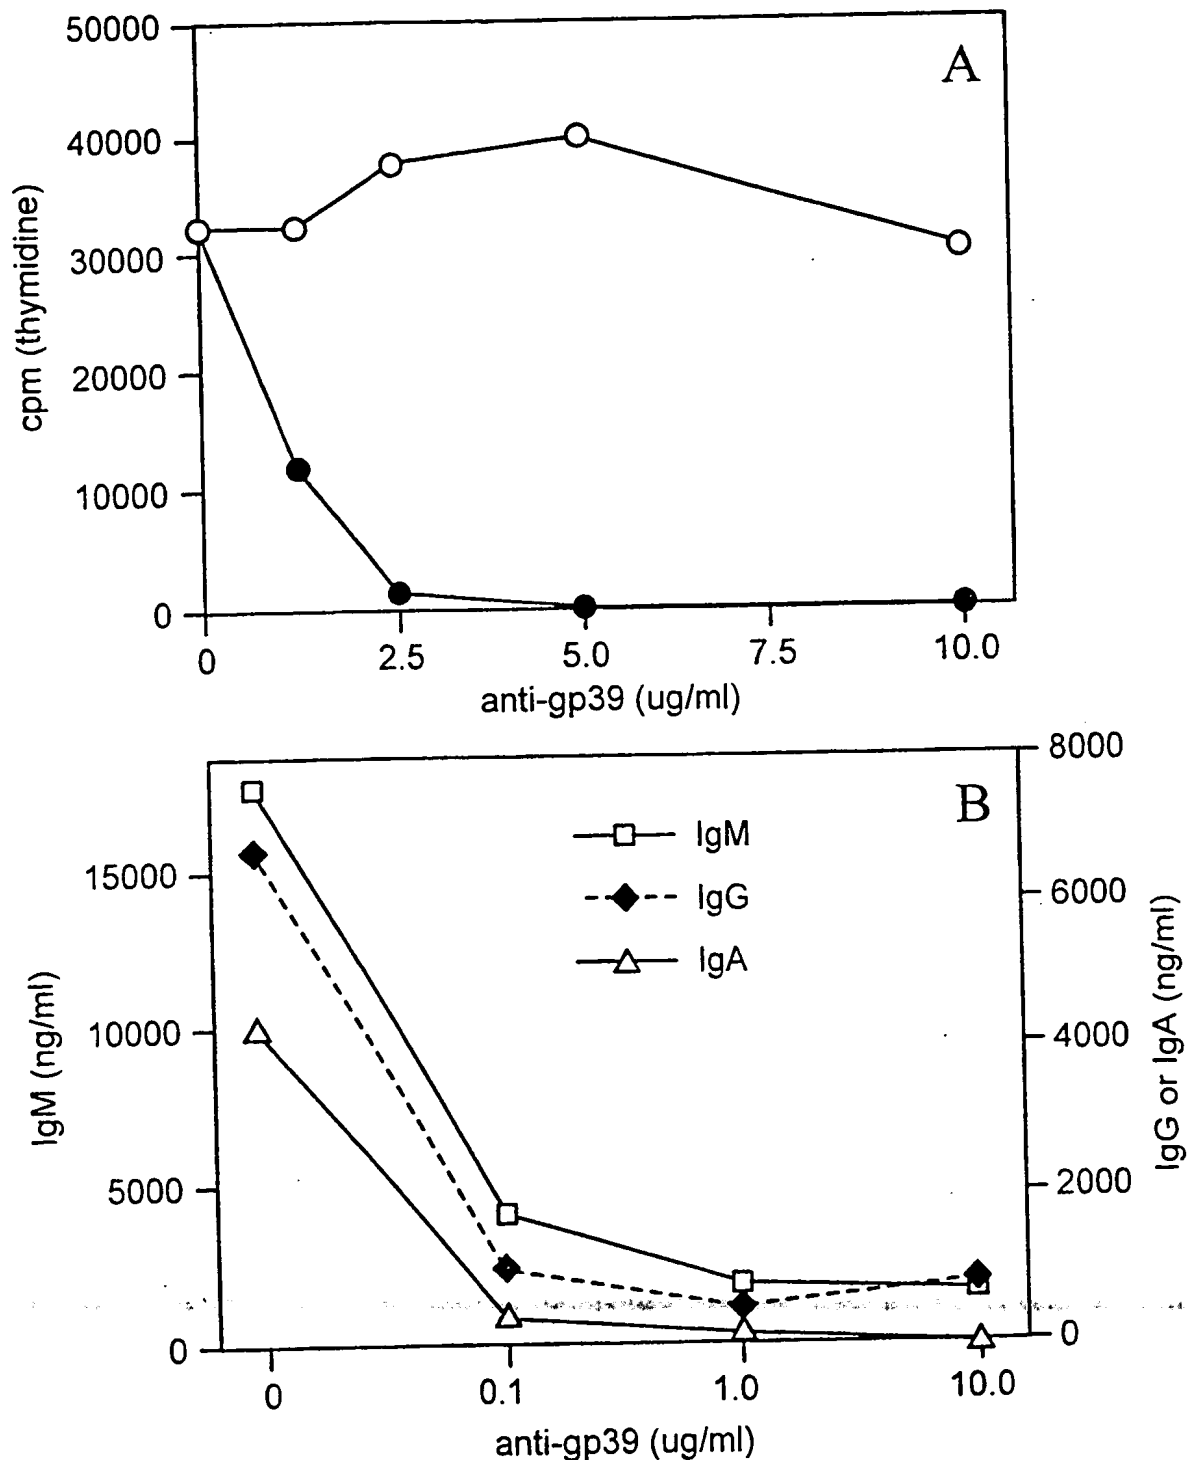 A
50000
40000
30000
20000
10000
0
cpm (thymidine)
0 2.5 5.0 7.5 10.0
anti-gp39 (ug/ml)
B
IgM
IgG
IgA
15000
10000
5000
0
IgM (ng/ml)
8000
6000
4000
2000
0
IgG or IgA (ng/ml)
0 0.1 1.0 10.0
anti-gp39 (ug/ml)